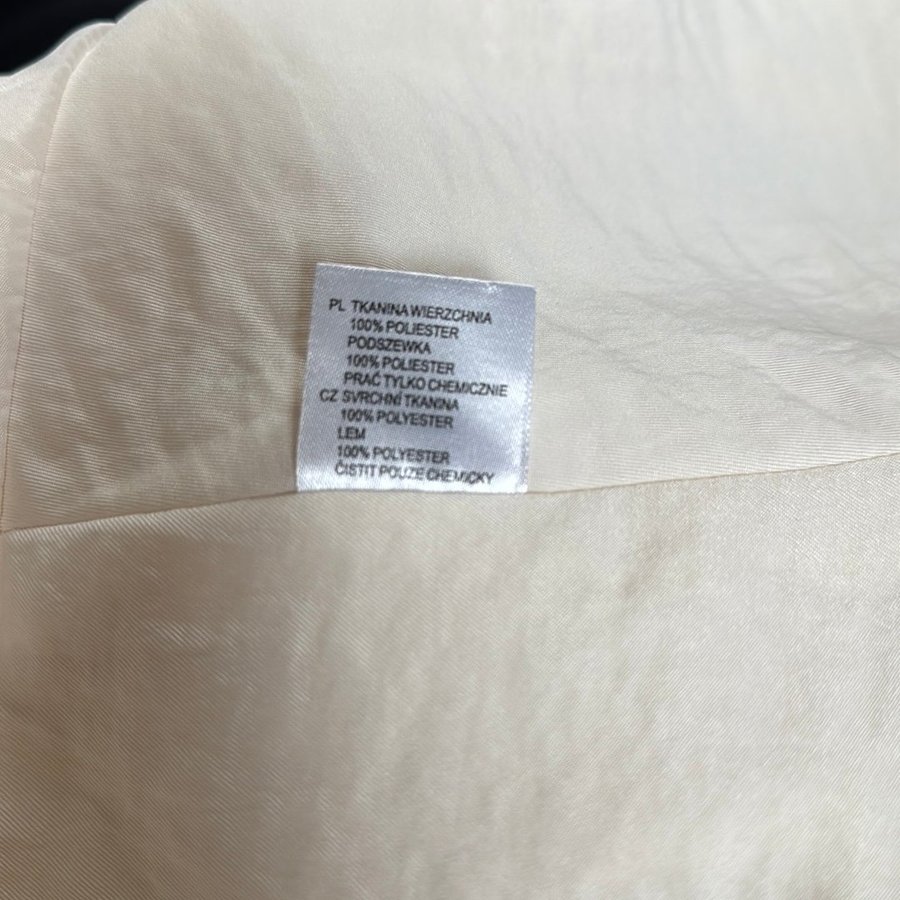 PL TKANINA WIERZCHNIA
100% POLIESTER
PODSZEWKA
100% POLIESTER
PRAĆ TYLKO CHEMICZNIE
CZ SVRCHNÍ TKANINA
100% POLYESTER
LEM
100% POLYESTER
ČISTIT POUZE CHEMICKY